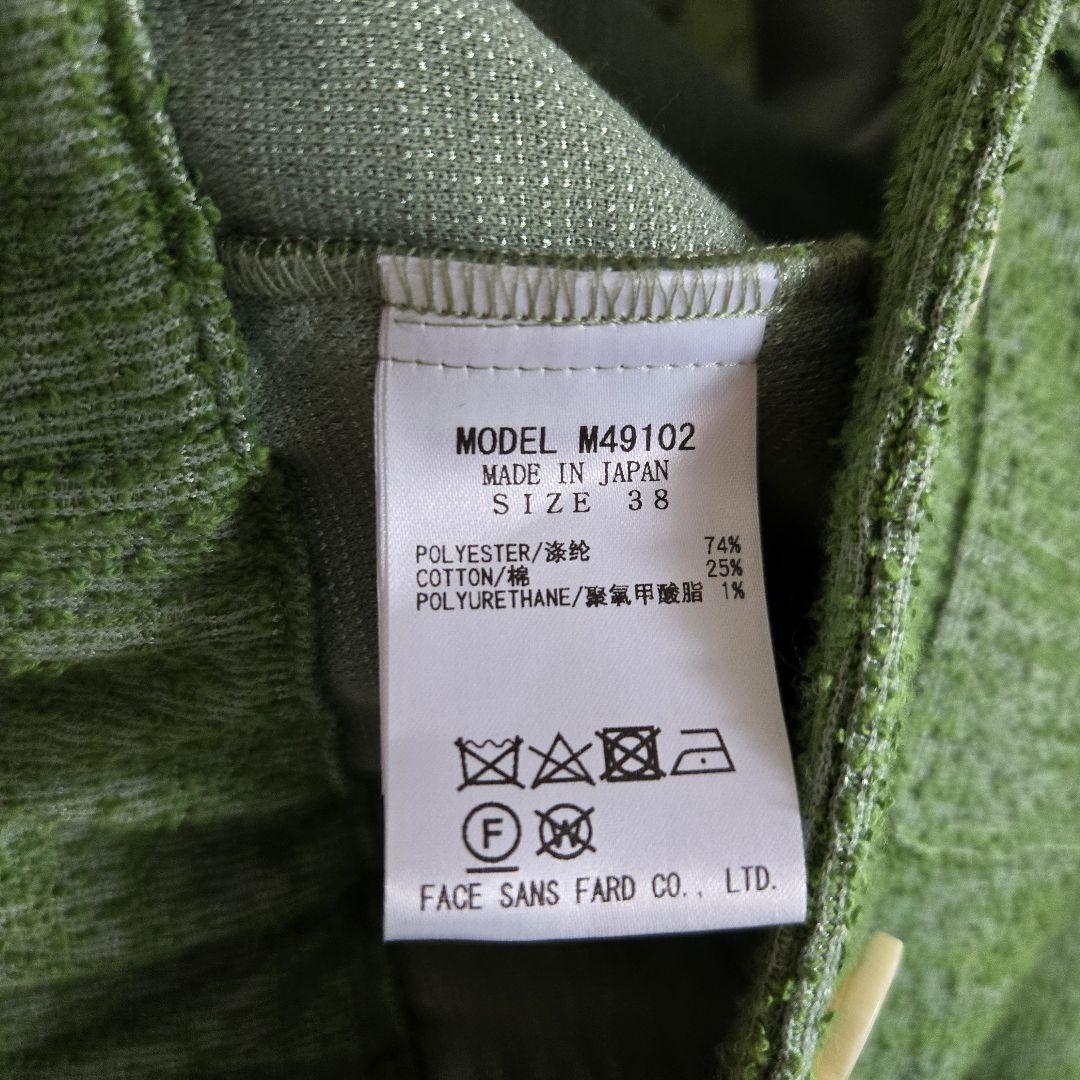 MODEL M49102
MADE IN JAPAN
SIZE 38
POLYESTER/涤纶 74%
COTTON/棉 25%
POLYURETHANE/聚氧甲酸脂 1%
F W
FACE SANS FARD CO., LTD.